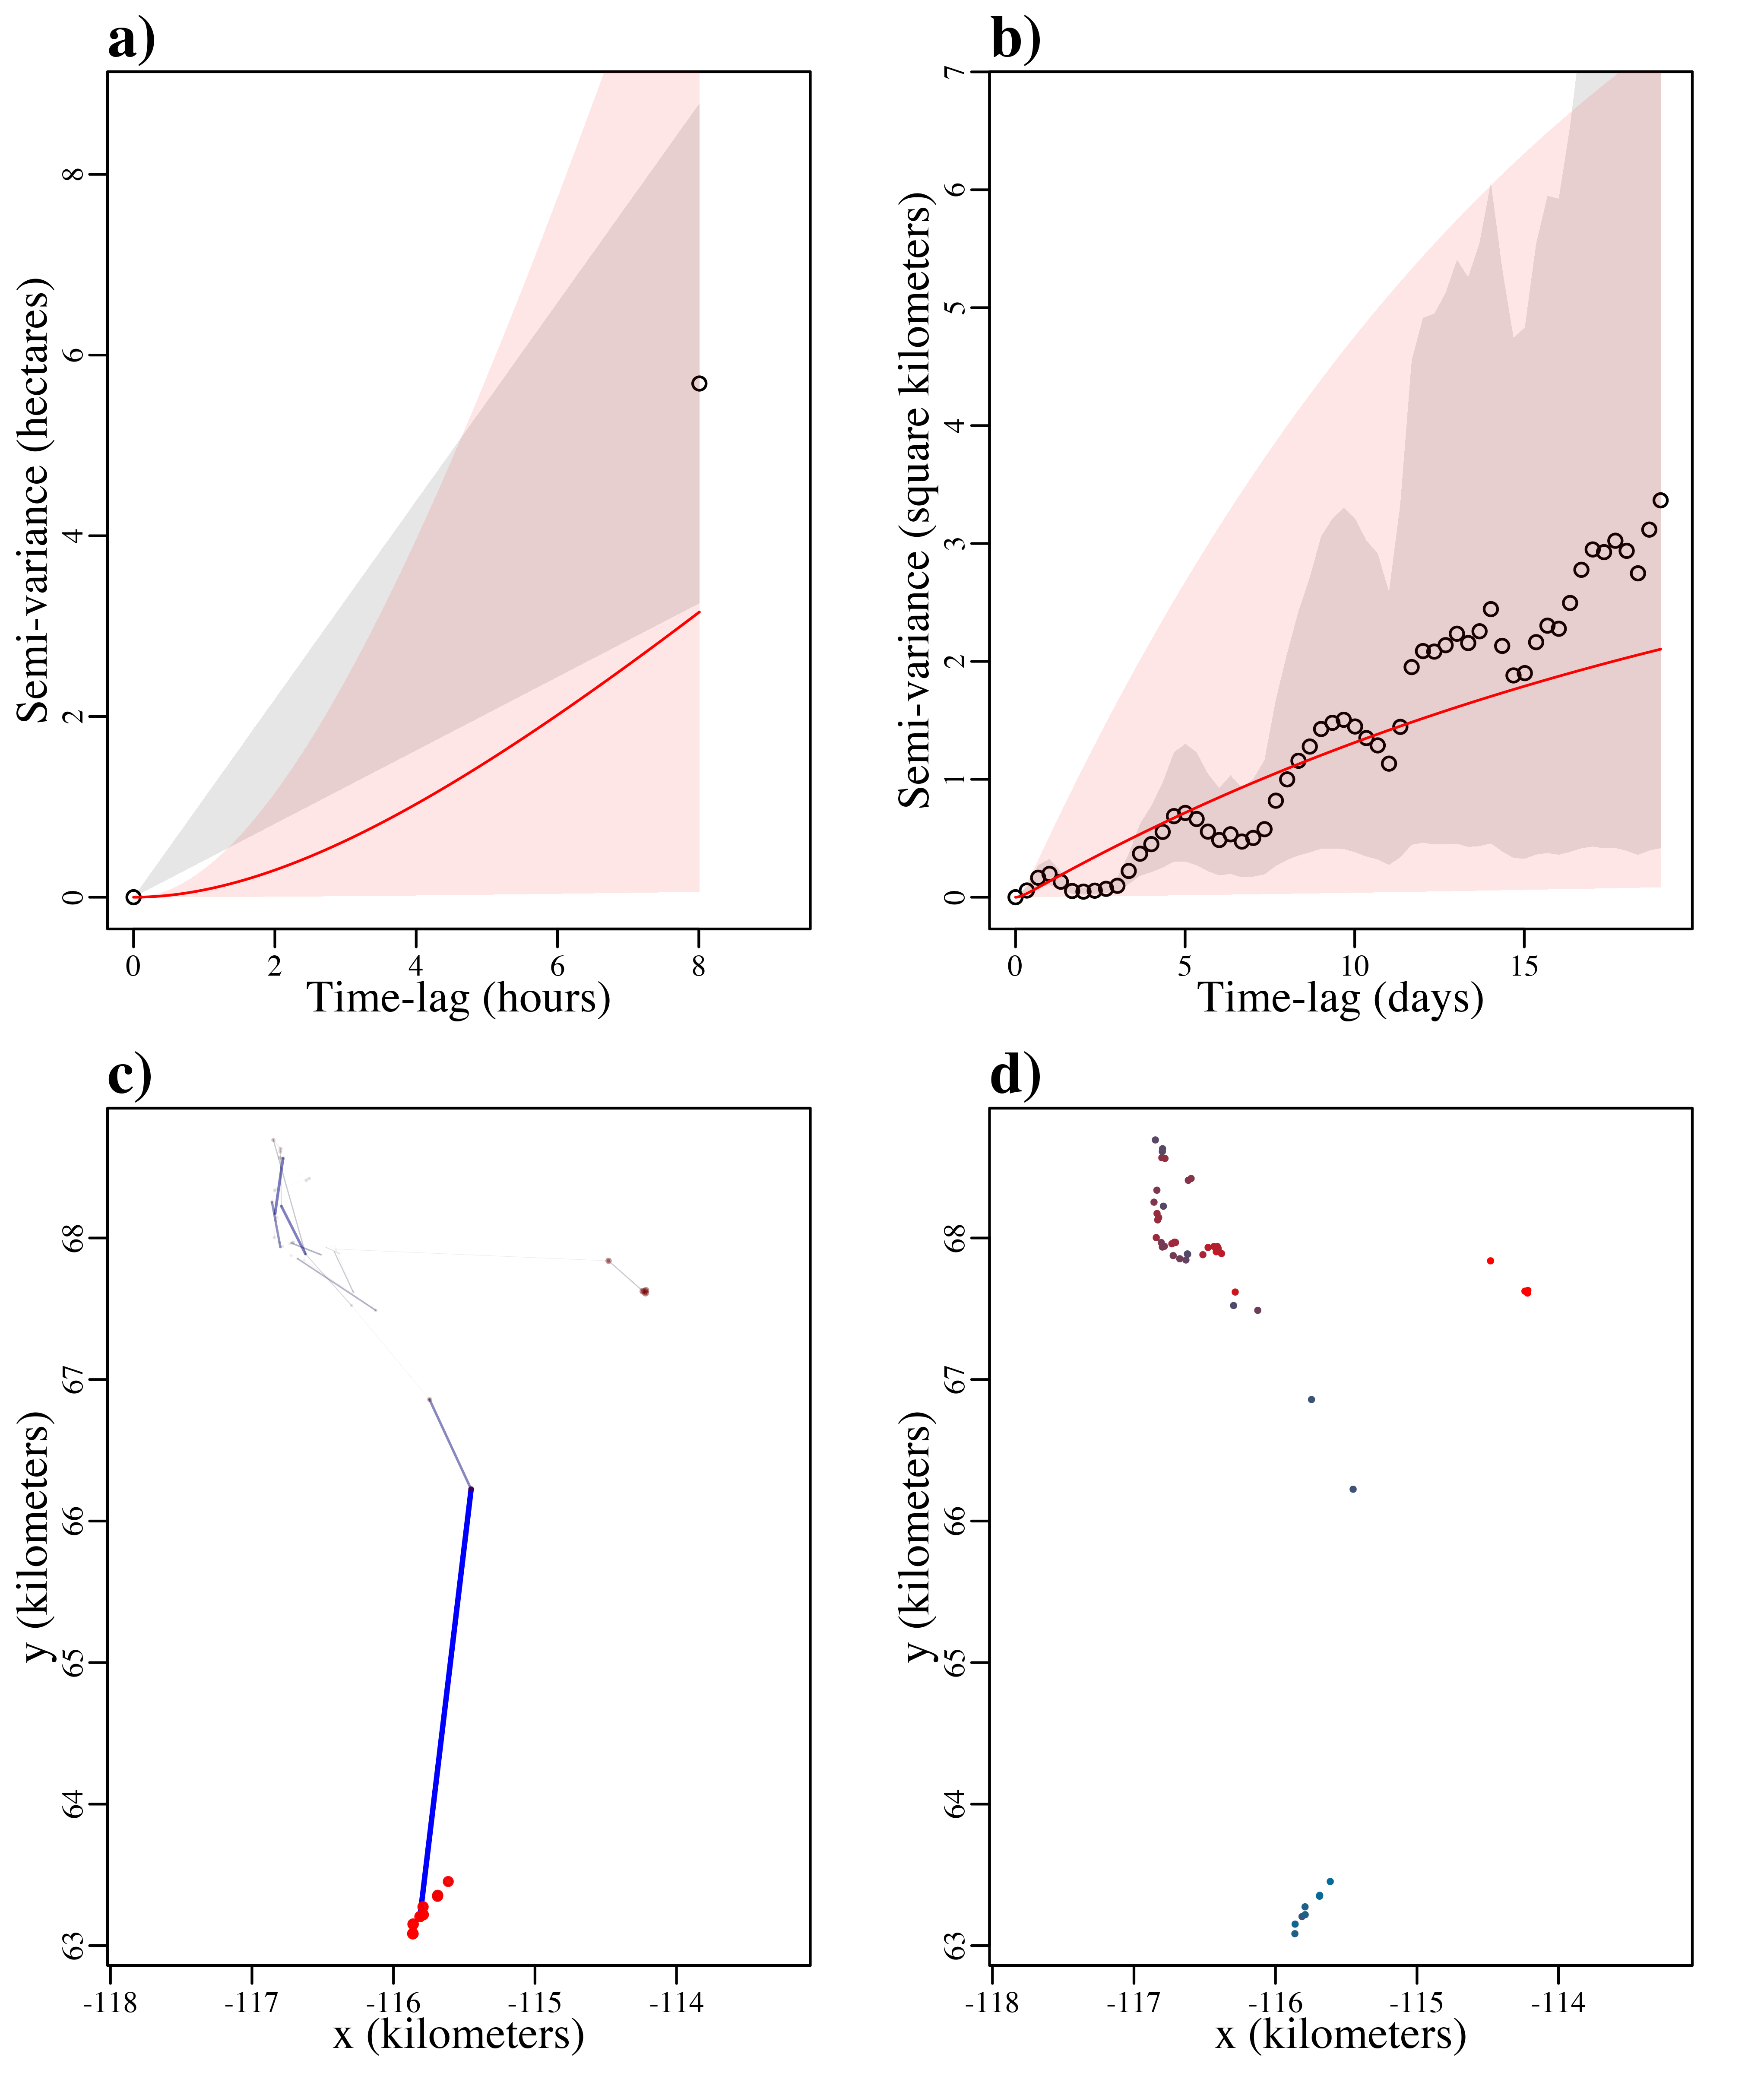 a)
Semi-variance (hectares)
0 2 4 6 8
0 2 4 6 8
Time-lag (hours)
b)
Semi-variance (square kilometers)
0 1 2 3 4 5 6 7
0 5 10 15
Time-lag (days)
c)
y (kilometers)
63 64 65 66 67 68
-118 -117 -116 -115 -114
x (kilometers)
d)
y (kilometers)
63 64 65 66 67 68
-118 -117 -116 -115 -114
x (kilometers)